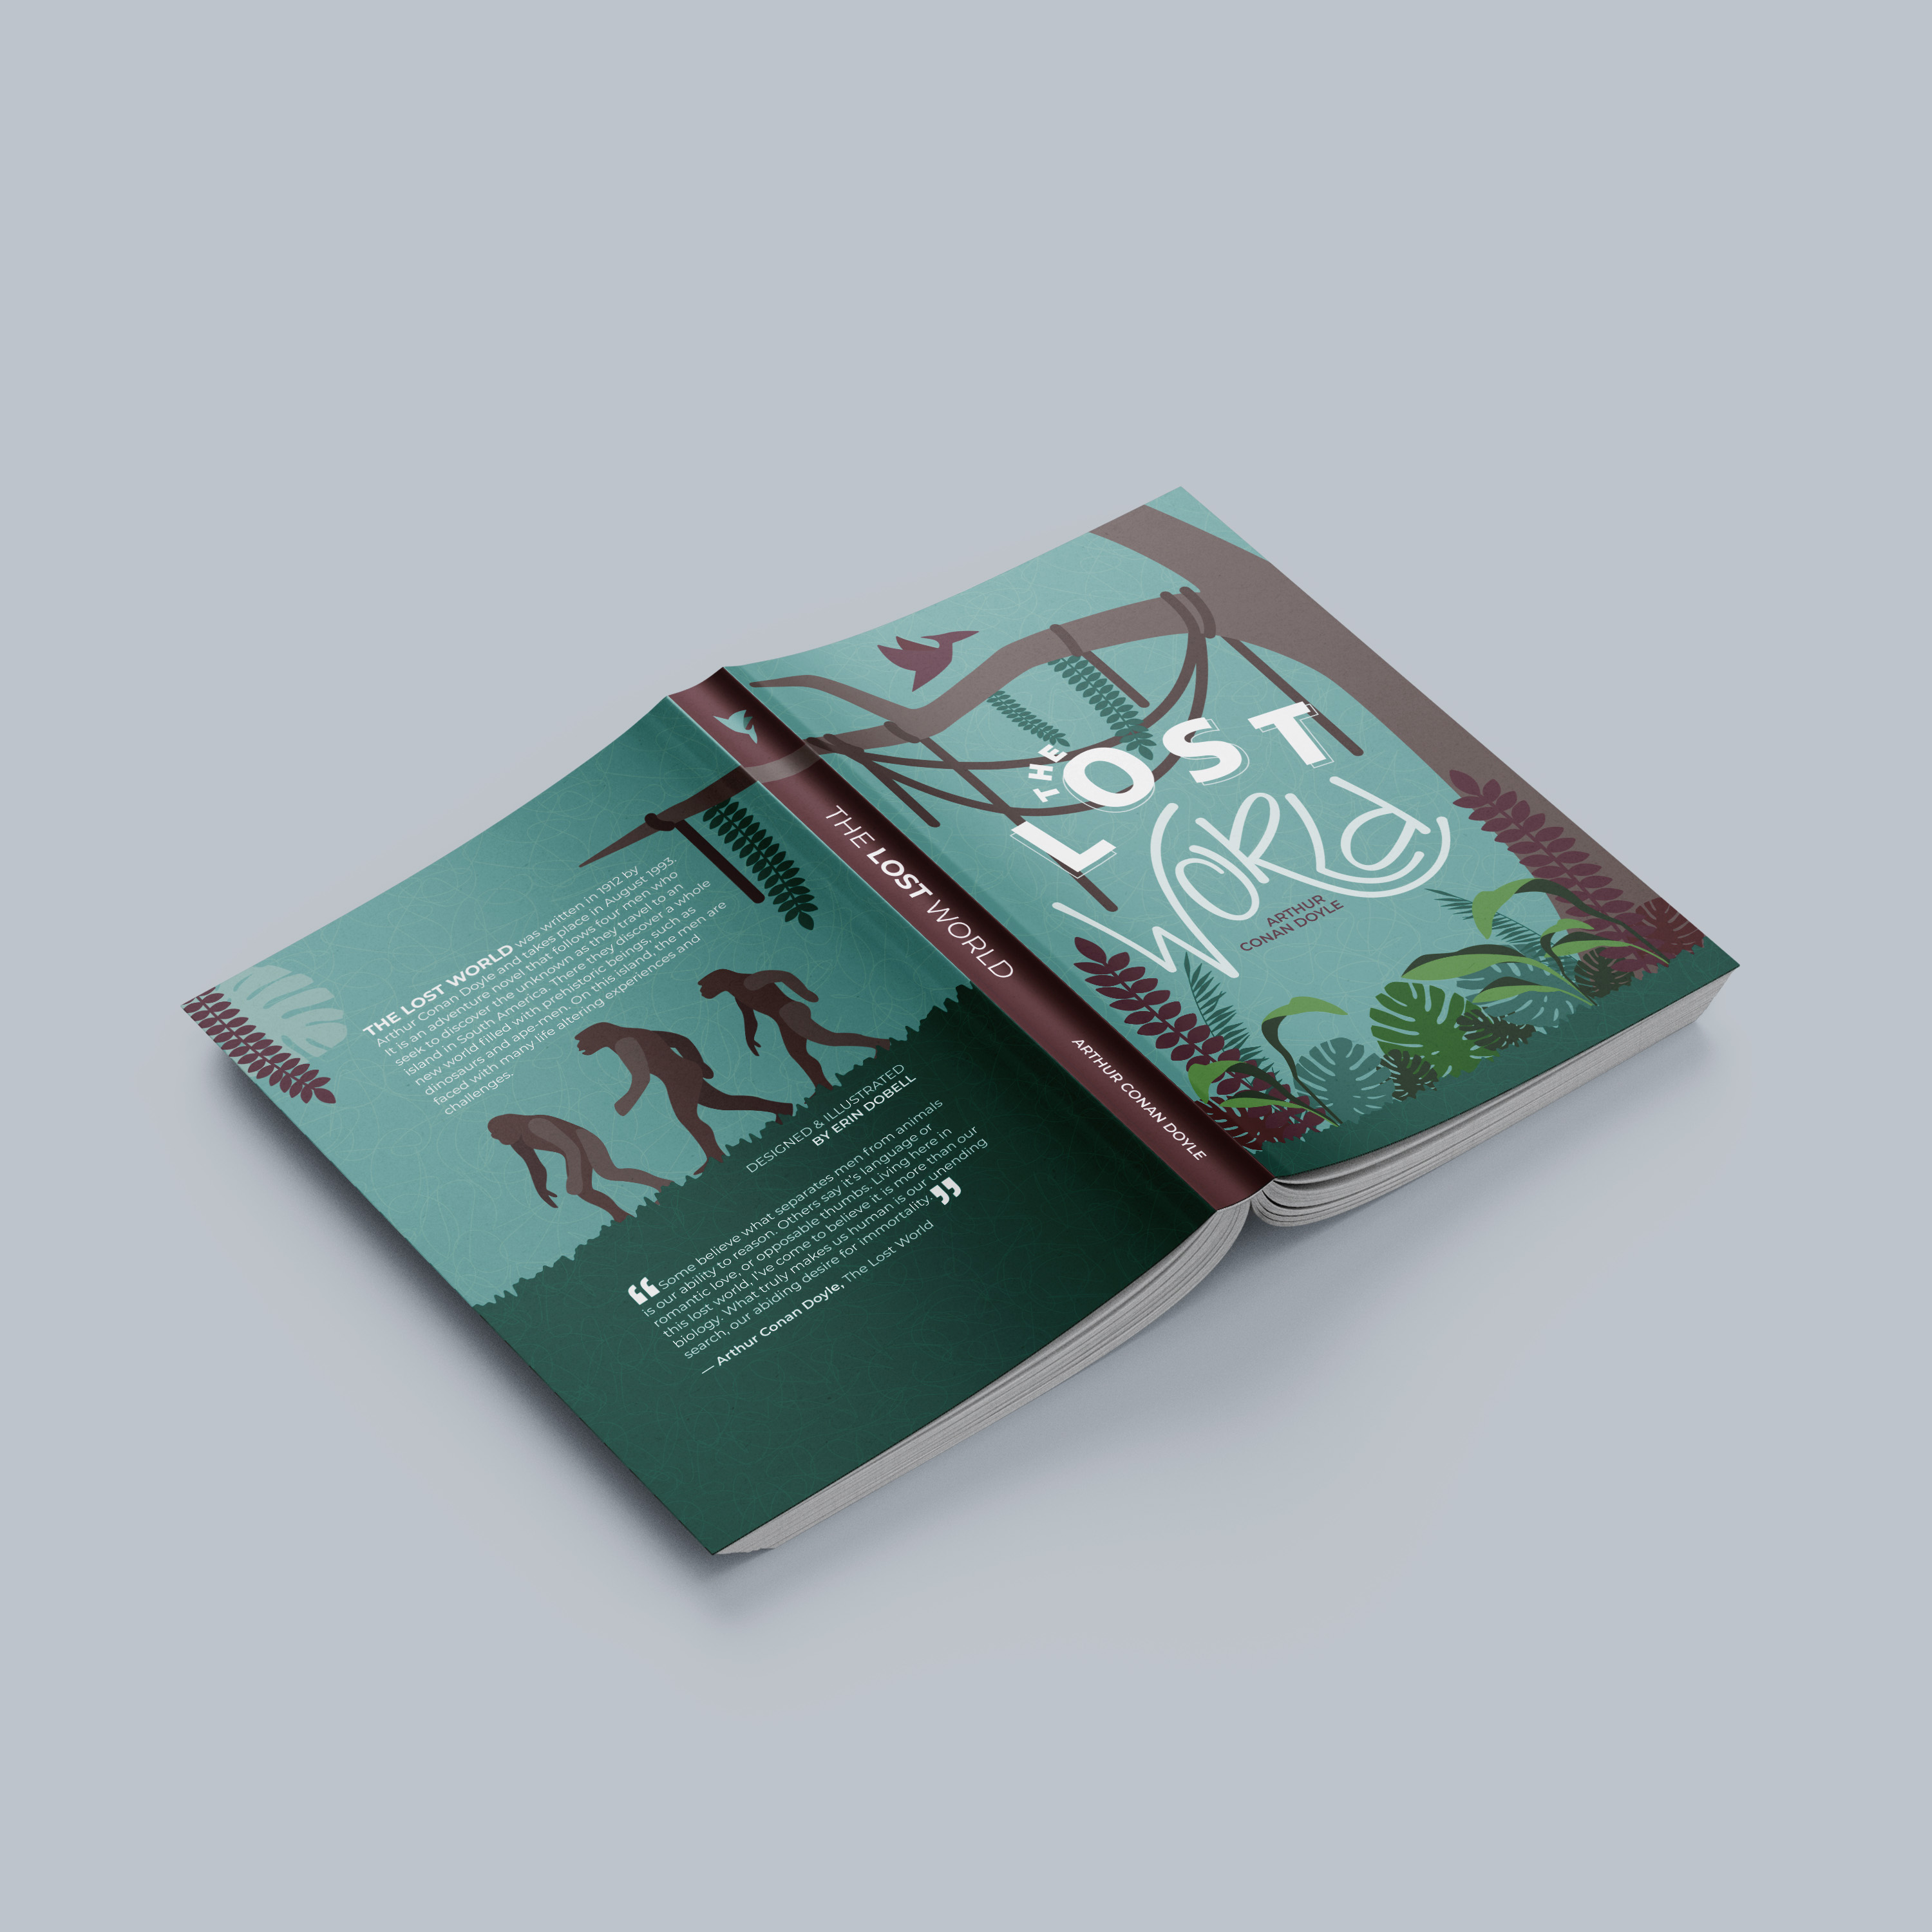 THE
LOST
WORLD
ARTHUR
CONAN DOYLE
THE LOST WORLD
ARTHUR CONAN DOYLE
THE LOST WORLD was written in 1912 by
Arthur Conan Doyle and takes place in August 1993.
It is an adventure novel that follows four men who
seek to discover the unknown as they travel to an
island in South America. There they discover a whole
new world filled with prehistoric beings, such as
dinosaurs and ape-men. On this island, the men are
faced with many life altering experiences and
challenges.
DESIGNED & ILLUSTRATED
BY ERIN DOBELL
“Some believe what separates men from animals
is our ability to reason. Others say it's language or
romantic love, or opposable thumbs. Living here in
this lost world, I've come to believe it is more than our
biology. What truly makes us human is our unending
search, our abiding desire for immortality.”
— Arthur Conan Doyle, The Lost World